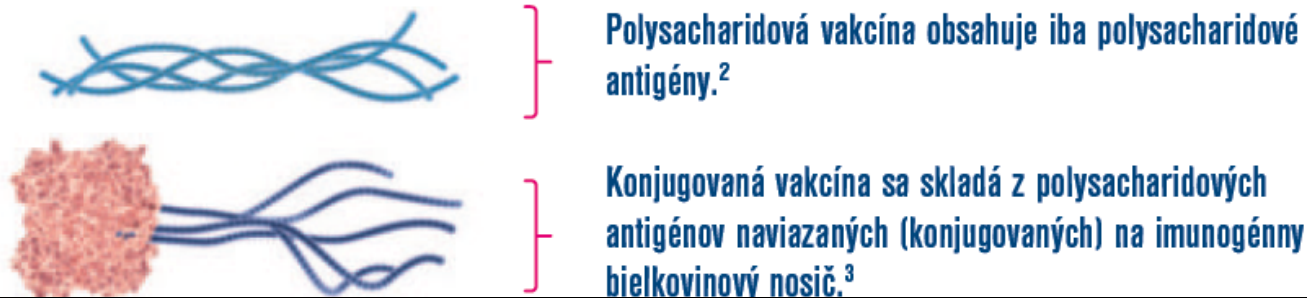 Polysacharidová vakcína obsahuje iba polysacharidové
antigény.²
Konjugovaná vakcína sa skladá z polysacharidových
antigénov naviazaných (konjugovaných) na imunogénny
bielkovinový nosič.³